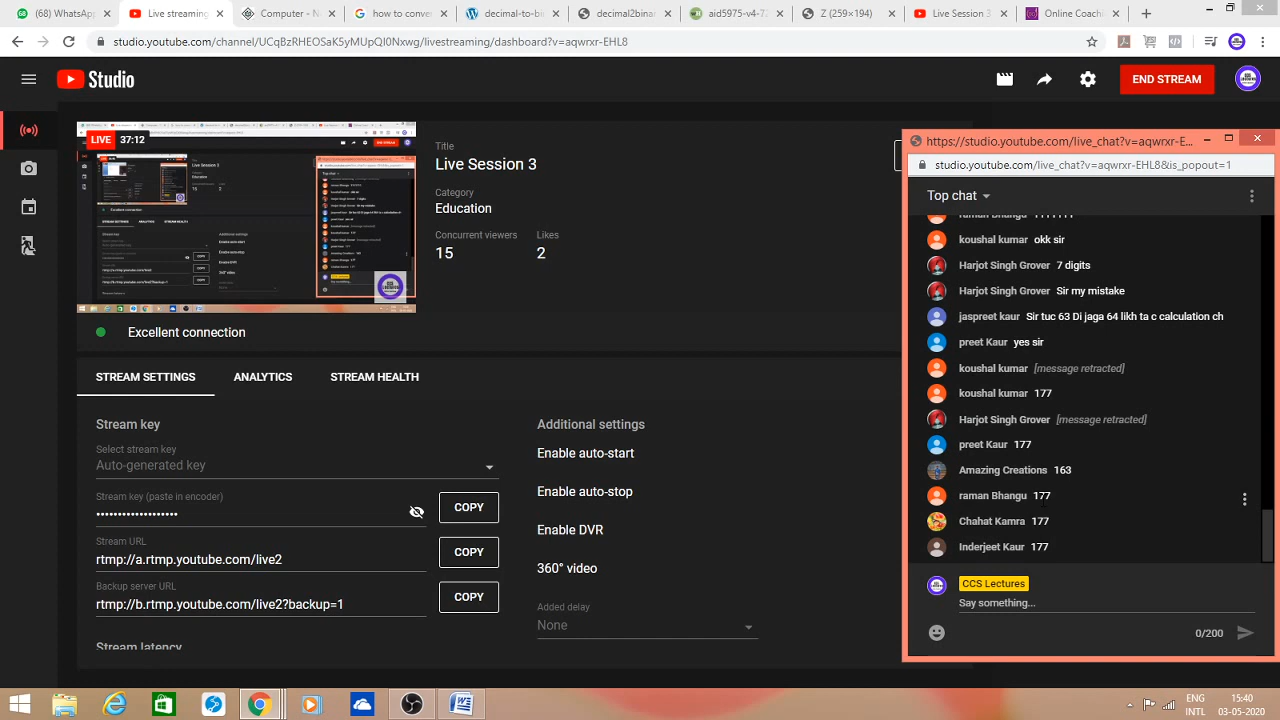 (68) WhatsApp
Live streaming
Computer - N
how to conver
decimal-to-bi
decimal2binar
ald5975-v4-73
Z (600×194)
Live Session 3
Online Coachi
studio.youtube.com/channel/UCqBzRHEOSaK5yMUpQI0Nxwg/livestreaming/dashboard?v=aqwrxr-EHL8
Studio
END STREAM
LIVE 37:12
Title
Live Session 3
Category
Education
Concurrent viewers
15
Likes
2
Excellent connection
STREAM SETTINGS
ANALYTICS
STREAM HEALTH
Stream key
Select stream key
Auto-generated key
Stream key (paste in encoder)
••••••••••••••••••
COPY
Stream URL
rtmp://a.rtmp.youtube.com/live2
COPY
Backup server URL
rtmp://b.rtmp.youtube.com/live2?backup=1
COPY
Stream latency
Additional settings
Enable auto-start
Enable auto-stop
Enable DVR
360° video
Added delay
None
https://studio.youtube.com/live_chat?v=aqwrxr-E...
studio.youtube.com/live_chat?v=aqwrxr-EHL8&is_popout=1
Top chat
raman Bhangu 1111111
koushal kumar okk sir
Harjot Singh Grover 7 digits
Harjot Singh Grover Sir my mistake
jaspreet kaur Sir tuc 63 Di jaga 64 likh ta c calculation ch
preet Kaur yes sir
koushal kumar [message retracted]
koushal kumar 177
Harjot Singh Grover [message retracted]
preet Kaur 177
Amazing Creations 163
raman Bhangu 177
Chahat Kamra 177
Inderjeet Kaur 177
CCS Lectures
Say something...
0/200
ENG
INTL
15:40
03-05-2020